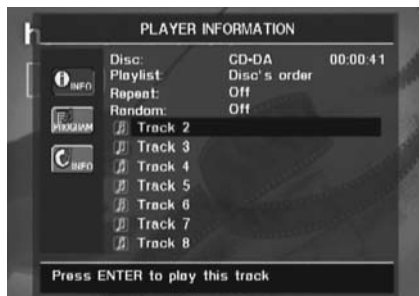 PLAYER INFORMATION
Disc: CD-DA 00:00:41
Playlist: Disc's order
Repeat: Off
Random: Off
INFO
PROGRAM
INFO
Track 2
Track 3
Track 4
Track 5
Track 6
Track 7
Track 8
Press ENTER to play this track